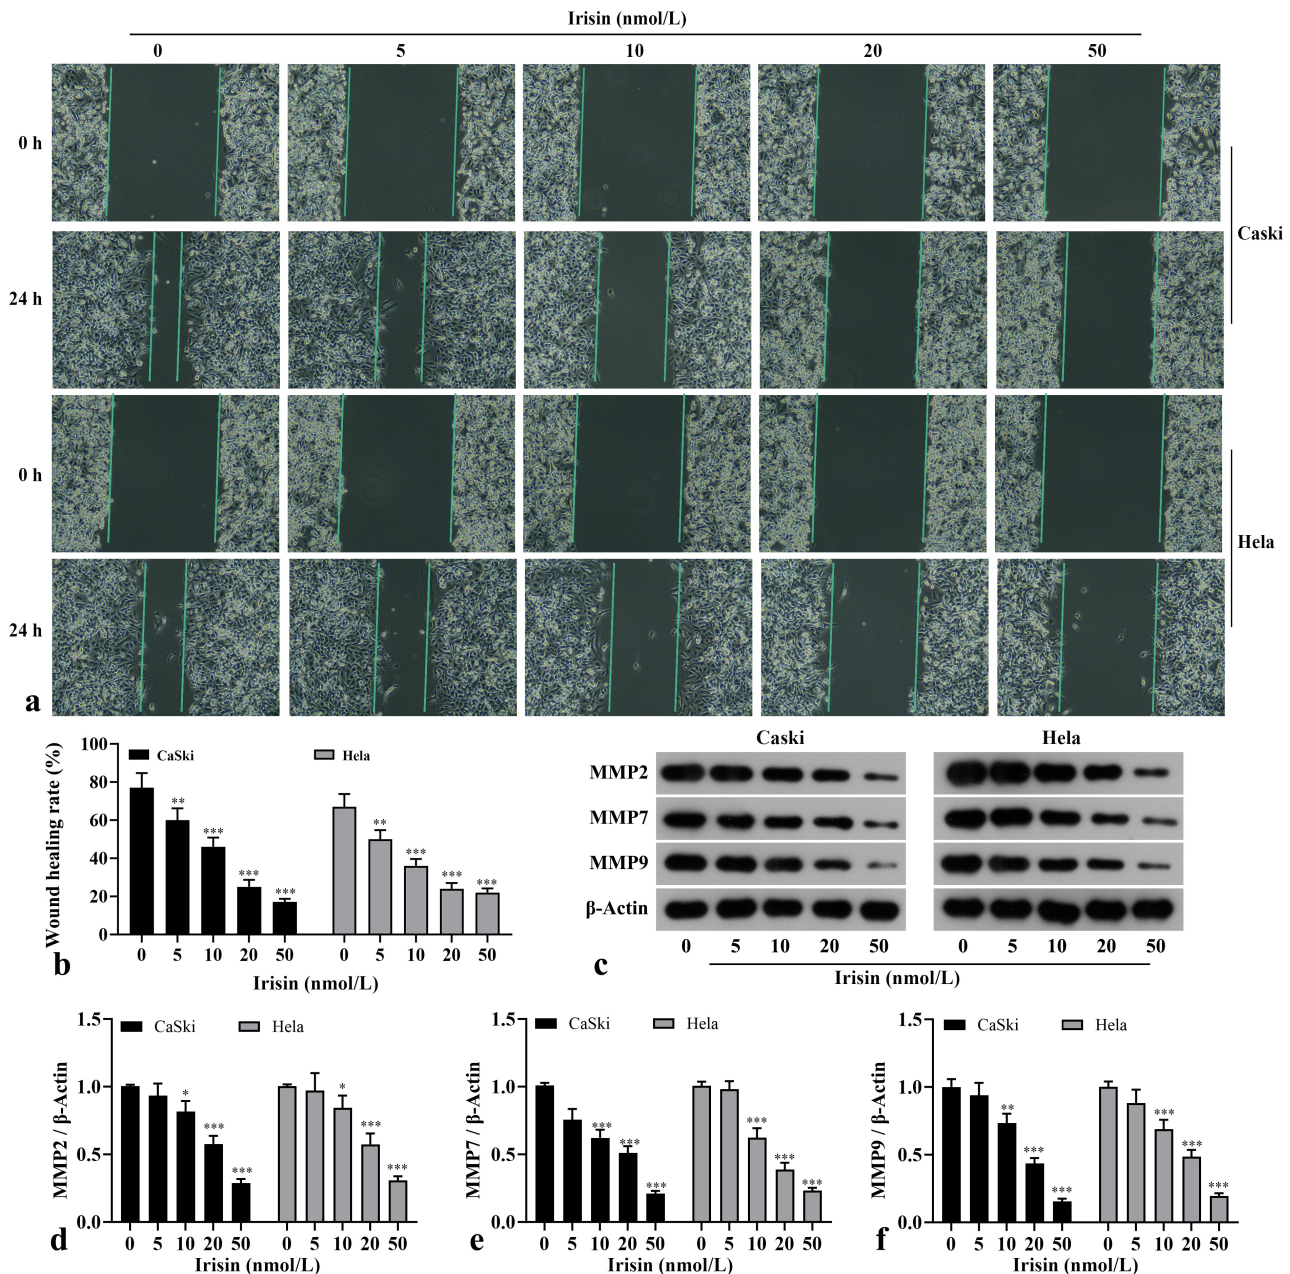 Irisin (nmol/L)
0 5 10 20 50
0 h
Caski
24 h
0 h
Hela
24 h
a
100
80
60
40
20
0
Wound healing rate (%)
CaSki Hela
**
***
***
***
**
***
***
***
0 5 10 20 50 0 5 10 20 50
Irisin (nmol/L)
b
Caski Hela
MMP2
MMP7
MMP9
β-Actin
0 5 10 20 50 0 5 10 20 50
Irisin (nmol/L)
c
1.5
1.0
0.5
0.0
MMP2 / β-Actin
CaSki Hela
*
***
***
*
***
***
0 5 10 20 50 0 5 10 20 50
Irisin (nmol/L)
d
1.5
1.0
0.5
0.0
MMP7 / β-Actin
CaSki Hela
***
***
***
***
***
***
0 5 10 20 50 0 5 10 20 50
Irisin (nmol/L)
e
1.5
1.0
0.5
0.0
MMP9 / β-Actin
CaSki Hela
**
***
***
***
***
***
0 5 10 20 50 0 5 10 20 50
Irisin (nmol/L)
f